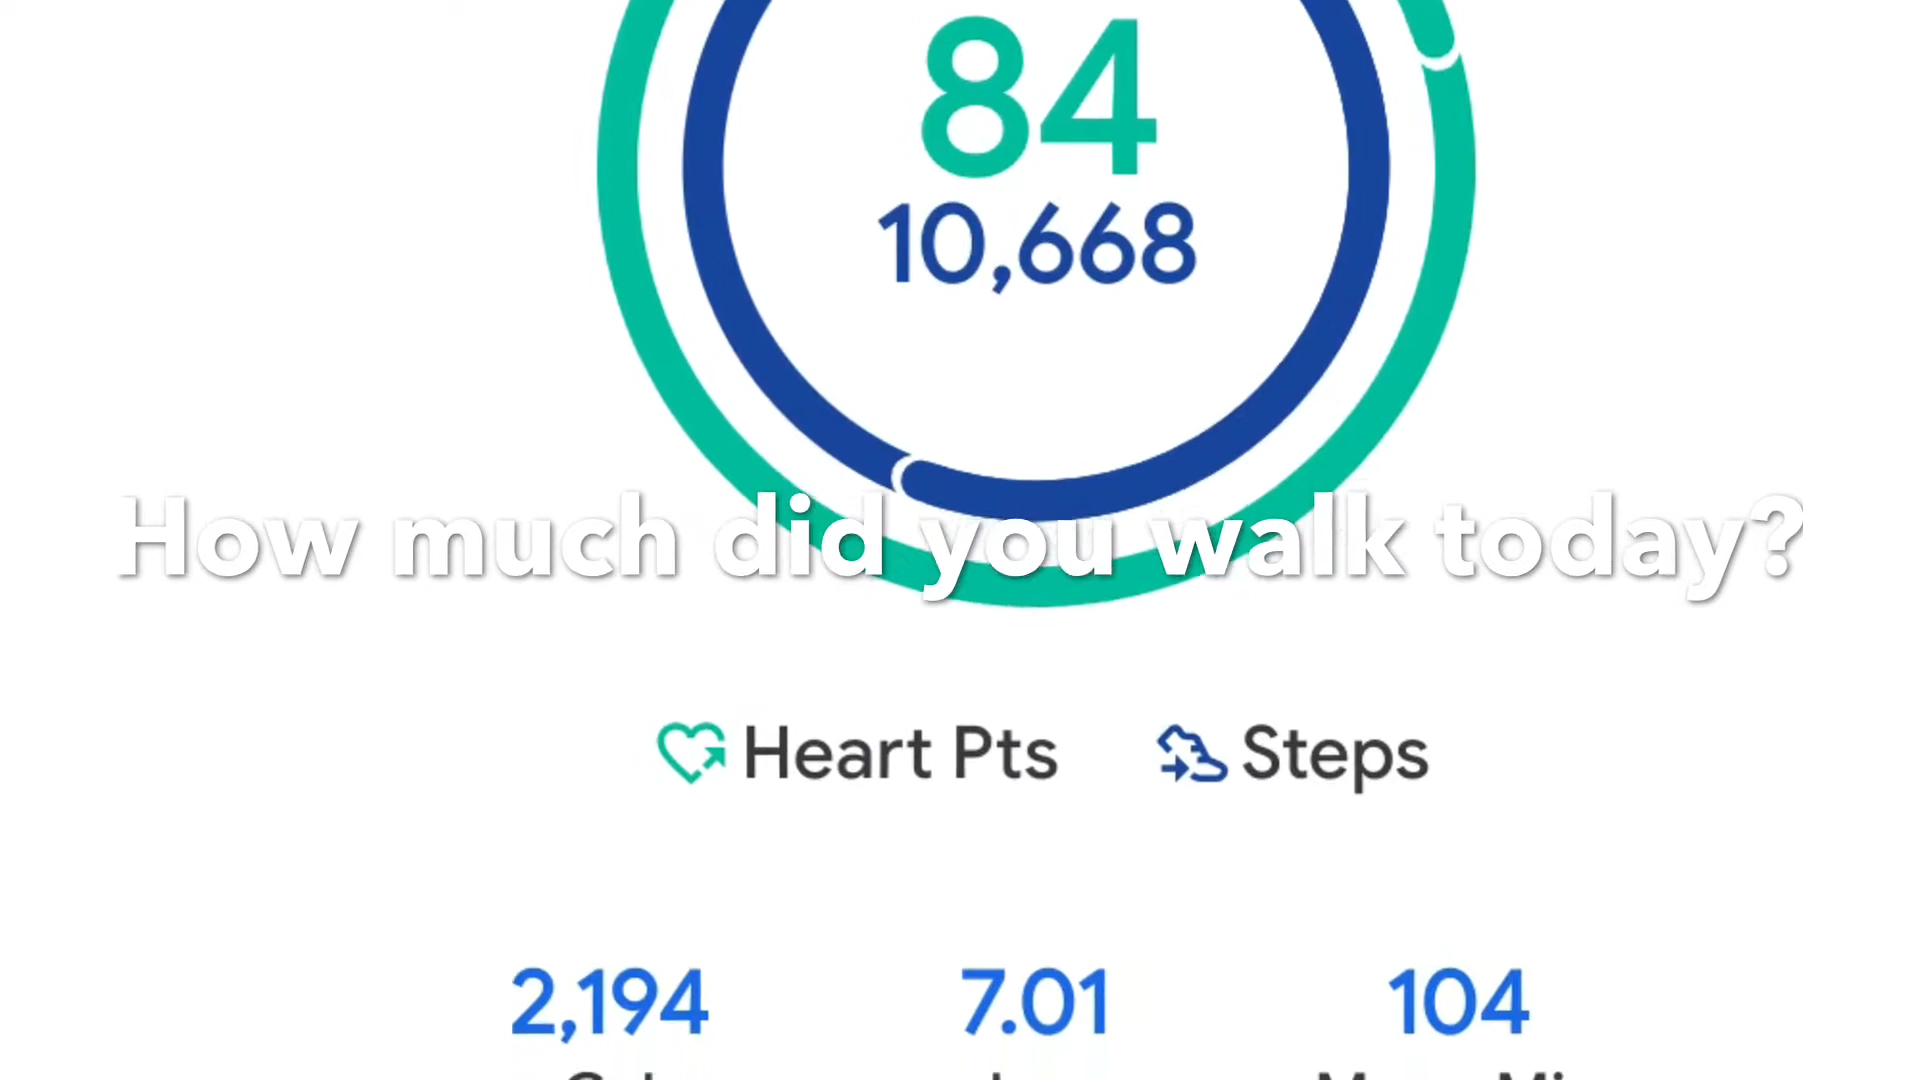 84
10,668
How much did you walk today?
Heart Pts Steps
2,194 7.01 104